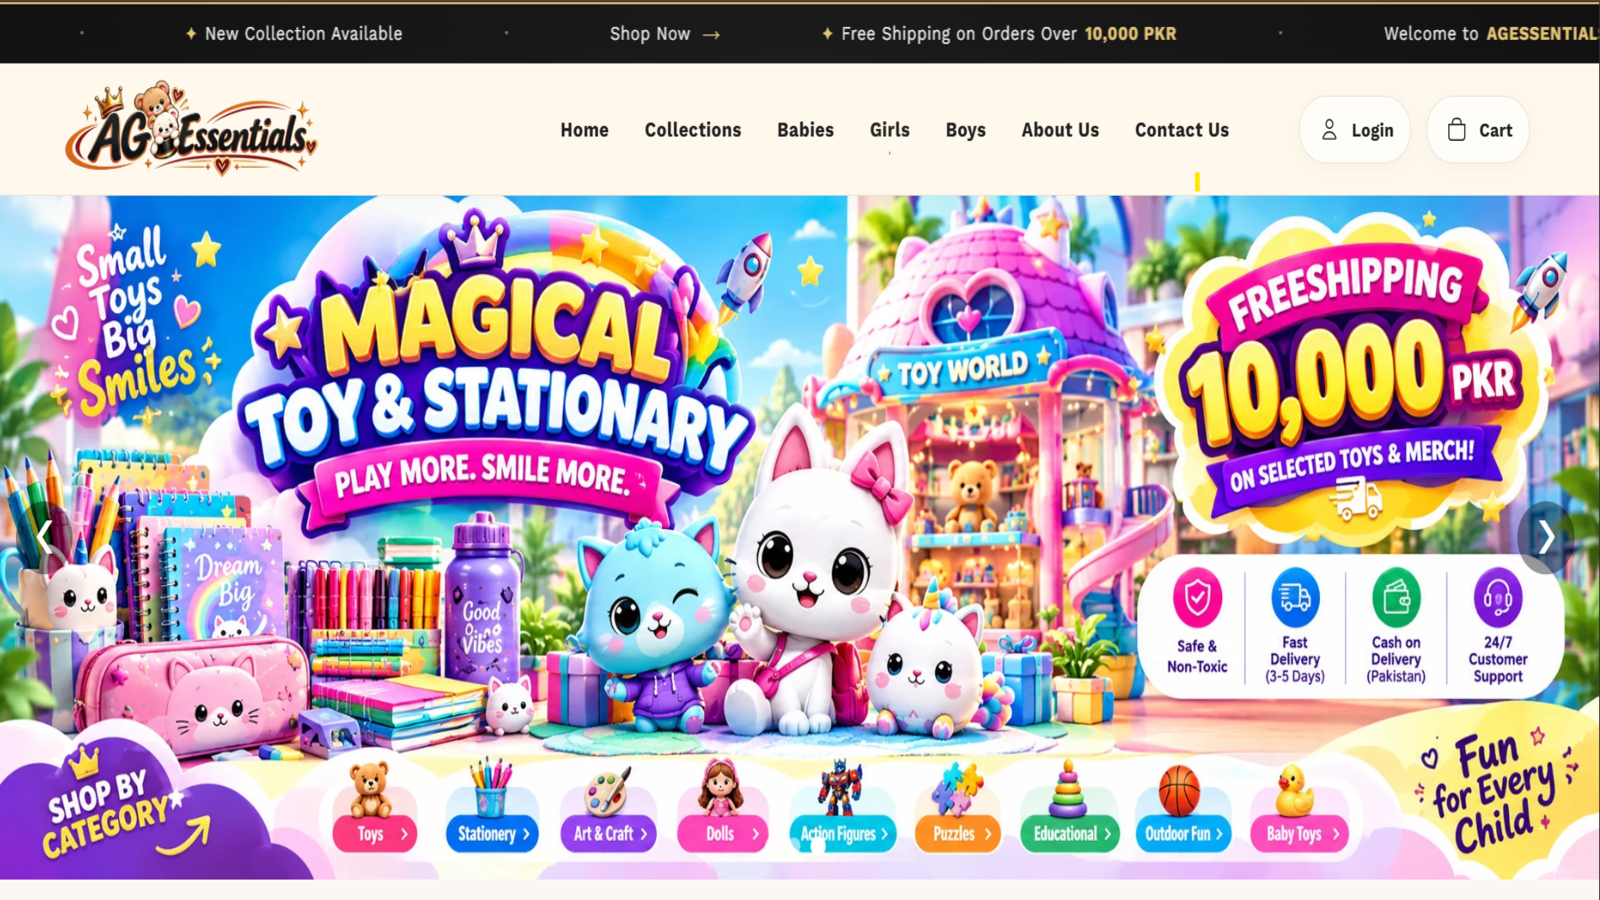 New Collection Available
Shop Now →
Free Shipping on Orders Over 10,000 PKR
Welcome to AGESSENTIALS
AG Essentials
Home
Collections
Babies
Girls
Boys
About Us
Contact Us
Login
Cart
Small
Toys
Big
Smiles
MAGICAL
TOY & STATIONARY
PLAY MORE. SMILE MORE.
TOY WORLD
FREESHIPPING
10,000 PKR
ON SELECTED TOYS & MERCH!
Dream
Big
Good
Vibes
Safe &
Non-Toxic
Fast
Delivery
(3-5 Days)
Cash on
Delivery
(Pakistan)
24/7
Customer
Support
SHOP BY
CATEGORY
Toys
Stationery
Art & Craft
Dolls
Action Figures
Puzzles
Educational
Outdoor Fun
Baby Toys
Fun
for Every
Child